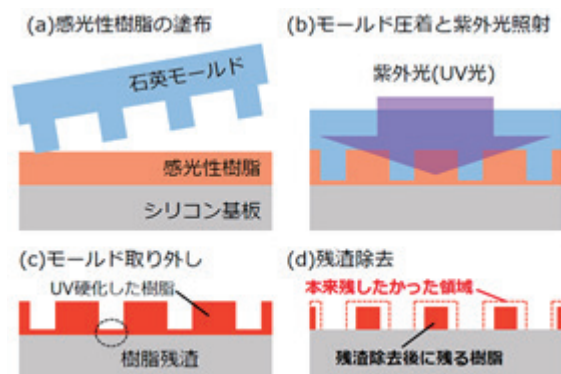 (a)感光性樹脂の塗布
石英モールド
感光性樹脂
シリコン基板
(b)モールド圧着と紫外光照射
紫外光(UV光)
(c)モールド取り外し
UV硬化した樹脂
樹脂残渣
(d)残渣除去
本来残したかった領域
残渣除去後に残る樹脂